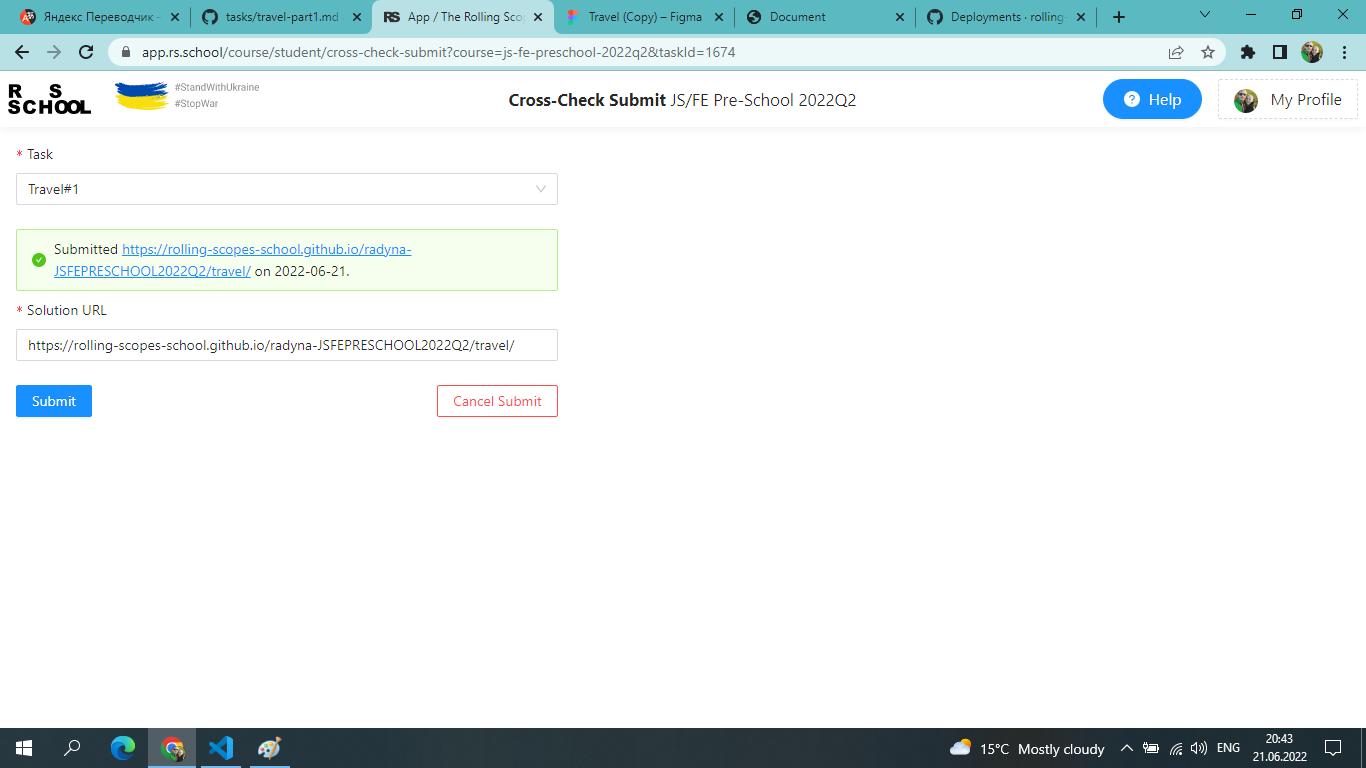 Яндекс Переводчик –
tasks/travel-part1.md
App / The Rolling Sco
Travel (Copy) – Figma
Document
Deployments · rolling-
app.rs.school/course/student/cross-check-submit?course=js-fe-preschool-2022q2&taskId=1674
R S
SCHOOL
#StandWithUkraine
#StopWar
Cross-Check Submit JS/FE Pre-School 2022Q2
? Help
My Profile
* Task
Travel#1
Submitted https://rolling-scopes-school.github.io/radyna-
JSFEPRESCHOOL2022Q2/travel/ on 2022-06-21.
* Solution URL
https://rolling-scopes-school.github.io/radyna-JSFEPRESCHOOL2022Q2/travel/
Submit
Cancel Submit
15°C Mostly cloudy
ENG
20:43
21.06.2022